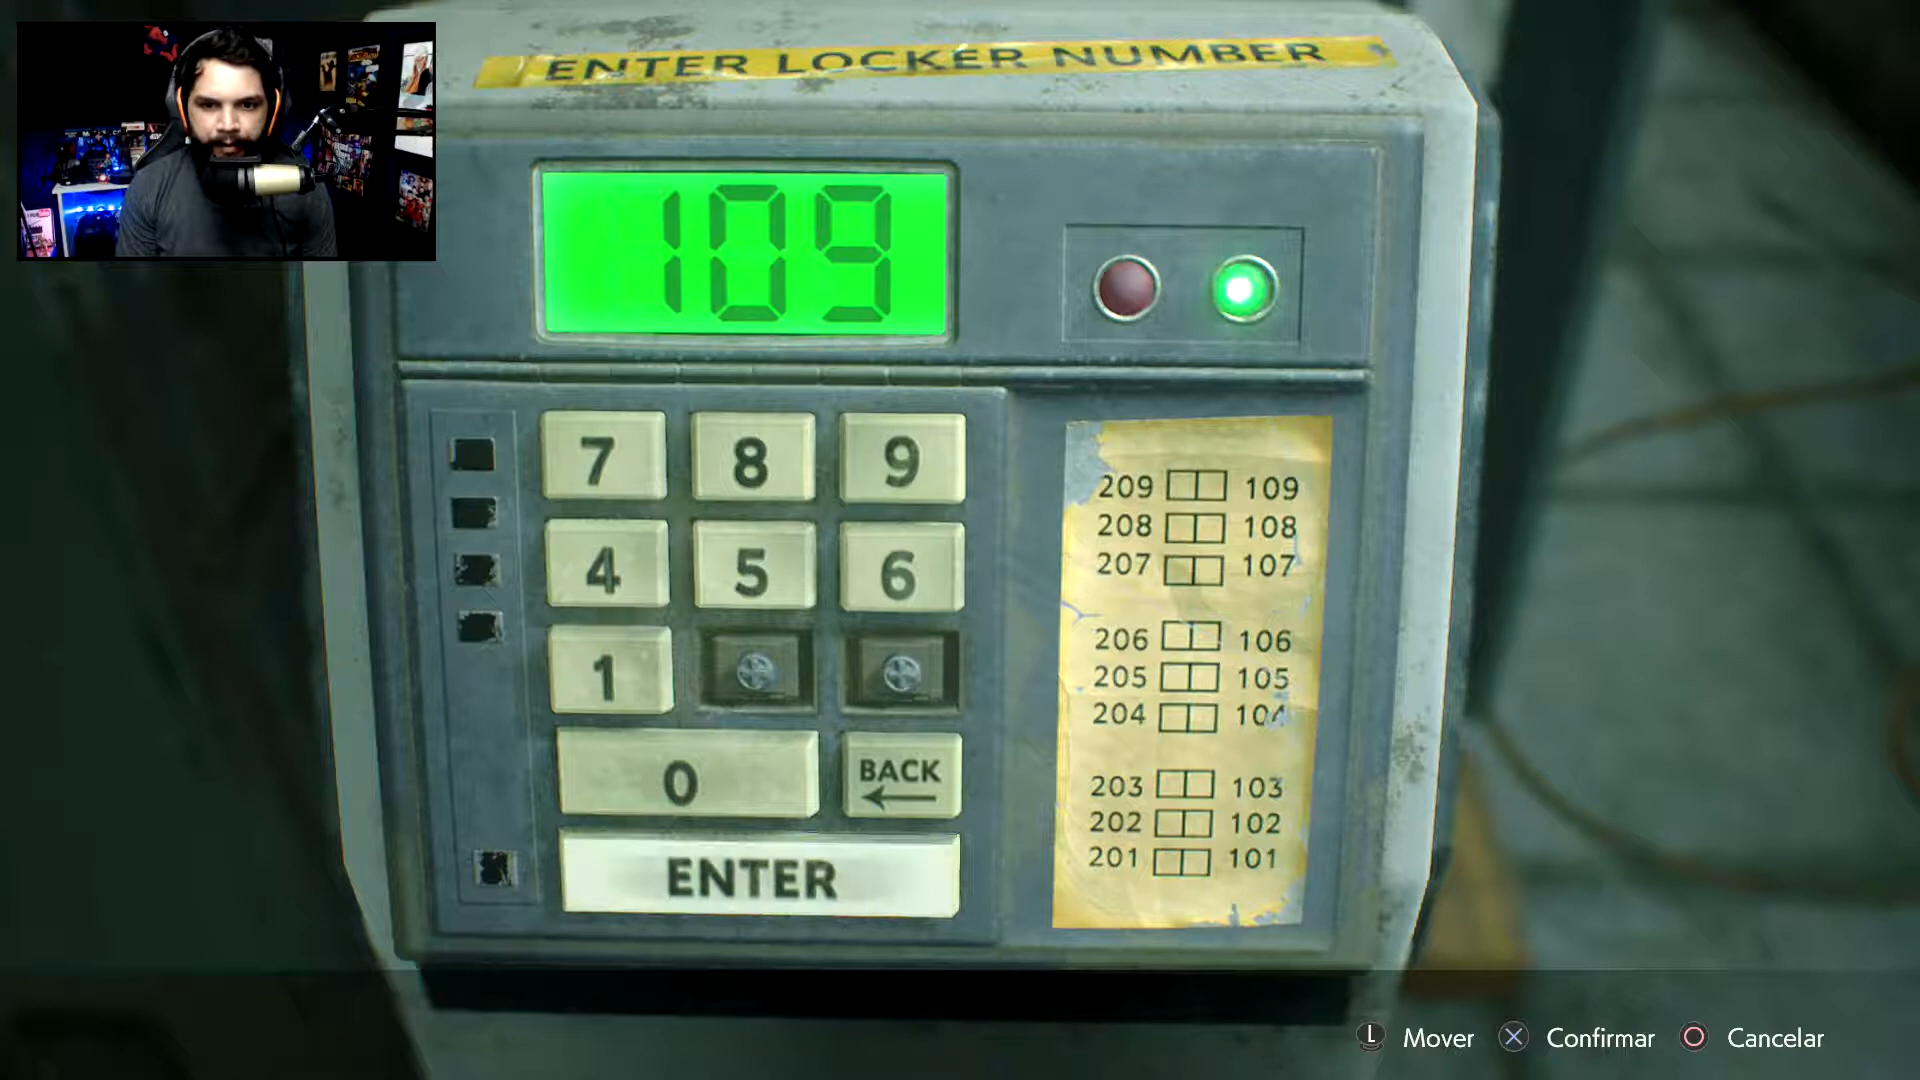 ENTER LOCKER NUMBER
109
7 8 9
4 5 6
1
0 BACK
ENTER
209 109
208 108
207 107
206 106
205 105
204 104
203 103
202 102
201 101
L Mover Confirmar Cancelar